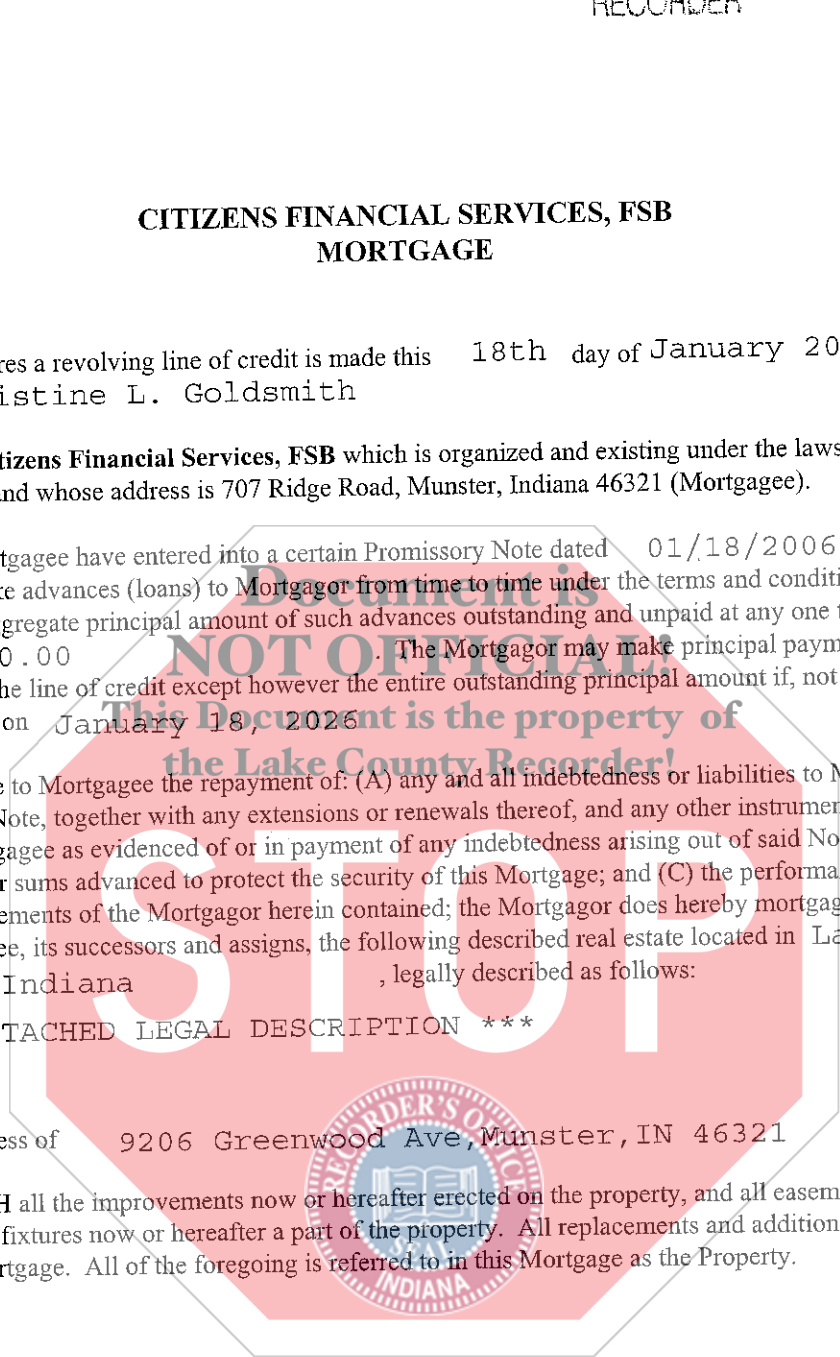 RECORDER
CITIZENS FINANCIAL SERVICES, FSB
MORTGAGE
res a revolving line of credit is made this 18th day of January 20
istine L. Goldsmith
tizens Financial Services, FSB which is organized and existing under the laws
nd whose address is 707 Ridge Road, Munster, Indiana 46321 (Mortgagee).
tgagee have entered into a certain Promissory Note dated 01/18/2006
e advances (loans) to Mortgagor from time to time under the terms and conditi
Document is
gregate principal amount of such advances outstanding and unpaid at any one t
0.00 . The Mortgagor may make principal paym
NOT OFFICIAL!
he line of credit except however the entire outstanding principal amount if, not
on January 18, 2026
This Document is the property of
the Lake County Recorder!
e to Mortgagee the repayment of: (A) any and all indebtedness or liabilities to M
Note, together with any extensions or renewals thereof, and any other instrumen
gagee as evidenced of or in payment of any indebtedness arising out of said No
r sums advanced to protect the security of this Mortgage; and (C) the performa
ements of the Mortgagor herein contained; the Mortgagor does hereby mortgag
ee, its successors and assigns, the following described real estate located in La
Indiana , legally described as follows:
STOP
TACHED LEGAL DESCRIPTION ***
ess of 9206 Greenwood Ave,Munster,IN 46321
H all the improvements now or hereafter erected on the property, and all easem
fixtures now or hereafter a part of the property. All replacements and addition
rtgage. All of the foregoing is referred to in this Mortgage as the Property.
RECORDER'S OFFICE
SEAL
INDIANA